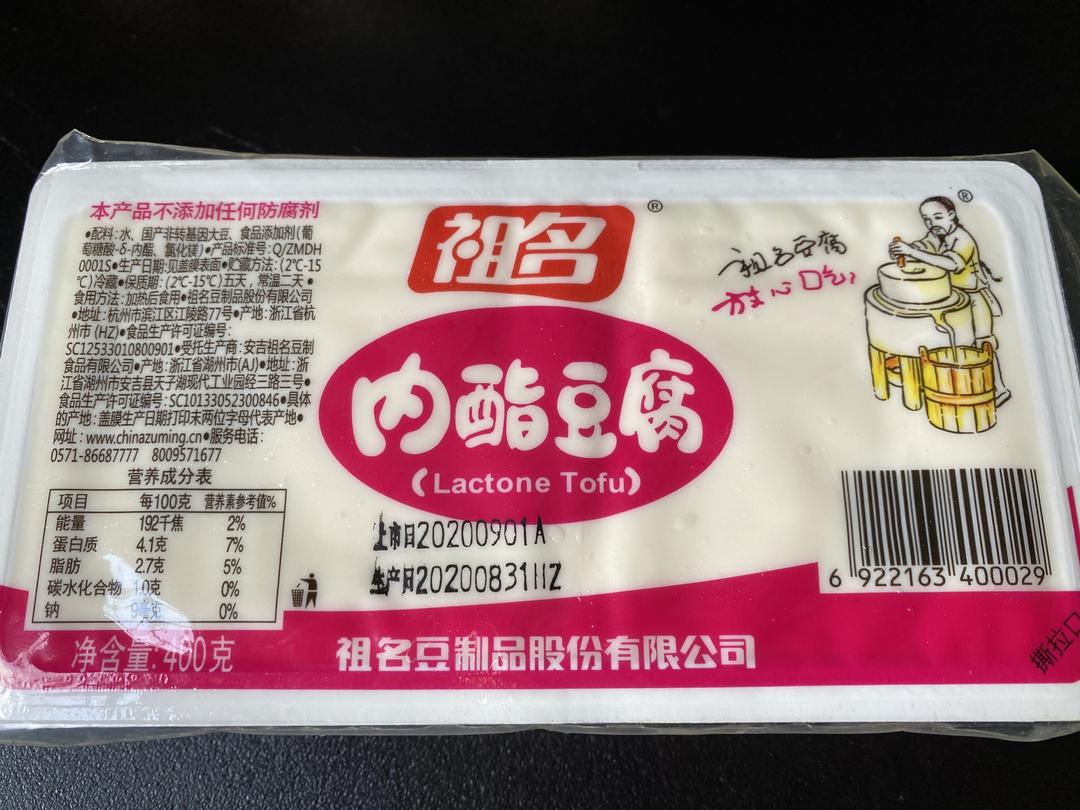 本产品不添加任何防腐剂
•配料:水、国产非转基因大豆、食品添加剂(葡
萄糖酸-δ-内酯、氯化镁)•产品标准号:Q/ZMDH
0001S•生产日期:见盖膜表面•贮藏方法:(2℃-15
℃)冷藏•保质期:(2℃-15℃)五天,常温二天•
食用方法:加热后食用•祖名豆制品股份有限公司
•地址:杭州市滨江区江陵路77号•产地:浙江省杭
州市(HZ)•食品生产许可证编号:
SC12533010800901•受托生产商:安吉祖名豆制
食品有限公司•产地:浙江省湖州市(AJ)•地址:浙
江省湖州市安吉县天子湖现代工业园经三路三号•
食品生产许可证编号:SC10133052300846•具体
的产地:盖膜生产日期打印末两位字母代表产地•
网址:www.chinazuming.cn•服务电话:
0571-86687777 8009571677
营养成分表
项目 每100克 营养素参考值%
能量 192千焦 2%
蛋白质 4.1克 7%
脂肪 2.7克 5%
碳水化合物 1.0克 0%
钠 9毫克 0%
净含量:400克
祖名®
内酯豆腐
(Lactone Tofu)
上市日20200901A
生产日20200831HZ
祖名豆制品股份有限公司
®
祖名豆腐
放心吃
6 922163 400029
撕拉口